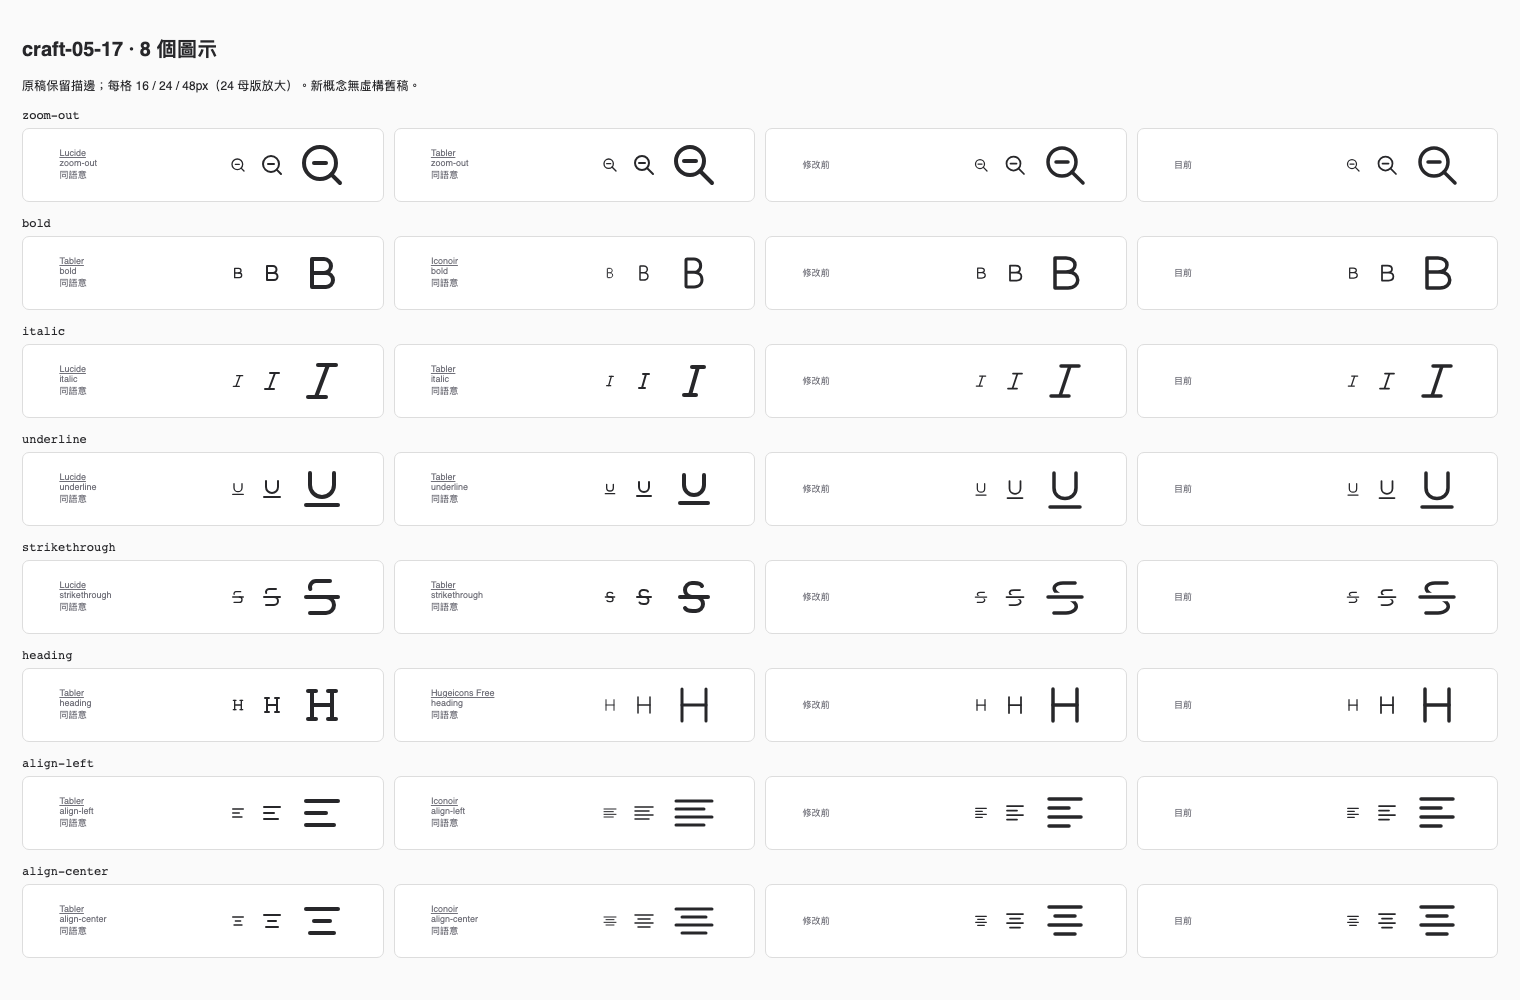 craft-05-17 · 8 個圖示
原稿保留描邊；每格 16 / 24 / 48px（24 母版放大）。新概念無虛構舊稿。
zoom-out
Lucide
zoom-out
同語意
Tabler
zoom-out
同語意
修改前
目前
bold
Tabler
bold
同語意
Iconoir
bold
同語意
修改前
目前
italic
Lucide
italic
同語意
Tabler
italic
同語意
修改前
目前
underline
Lucide
underline
同語意
Tabler
underline
同語意
修改前
目前
strikethrough
Lucide
strikethrough
同語意
Tabler
strikethrough
同語意
修改前
目前
heading
Tabler
heading
同語意
Hugeicons Free
heading
同語意
修改前
目前
align-left
Tabler
align-left
同語意
Iconoir
align-left
同語意
修改前
目前
align-center
Tabler
align-center
同語意
Iconoir
align-center
同語意
修改前
目前